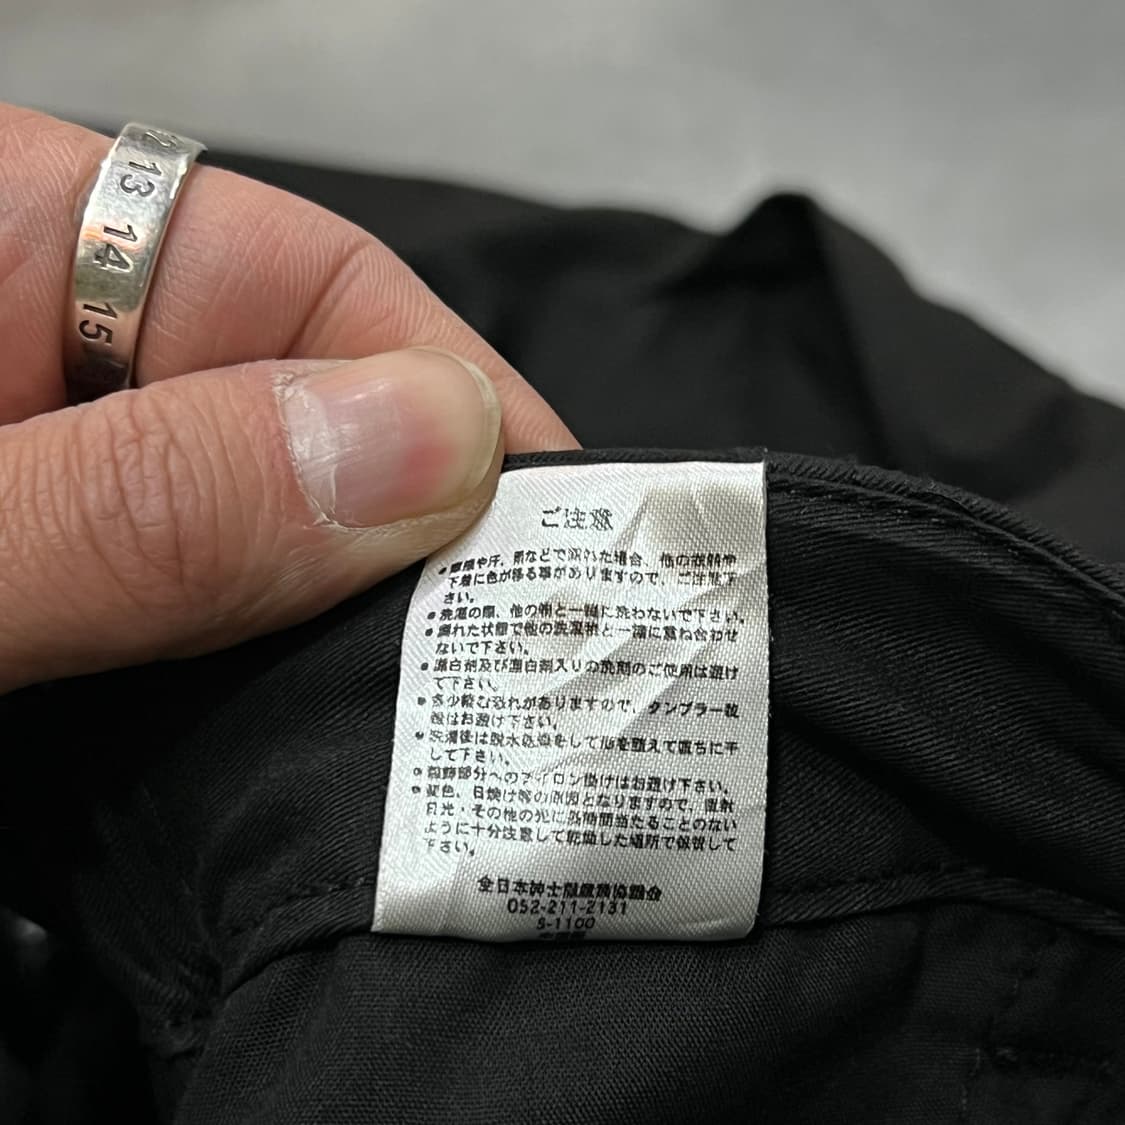 2 13 14 15
ご注意
● 摩擦や汗、雨などで濡れた場合、他の衣類や
下着に色が移る事がありますので、ご注意下
さい。
● 洗濯の際、他の物と一緒に洗わないで下さい。
● 濡れた状態で他の洗濯物と一緒に重ね合わせ
ないで下さい。
● 漂白剤及び漂白剤入りの洗剤のご使用は避け
て下さい。
● 多少縮む恐れがありますので、タンブラー乾
燥はお避け下さい。
● 洗濯後は脱水乾燥をして形を整えて直ちに干
して下さい。
● 部分へのアイロン掛けはお避け下さい。
● 変色、日焼け等の原因となりますので、直射
日光・その他の光に長時間当たることのない
ように十分注意して乾燥した場所で保管して
下さい。
全日本紳士服
052-211-2131
S-1100